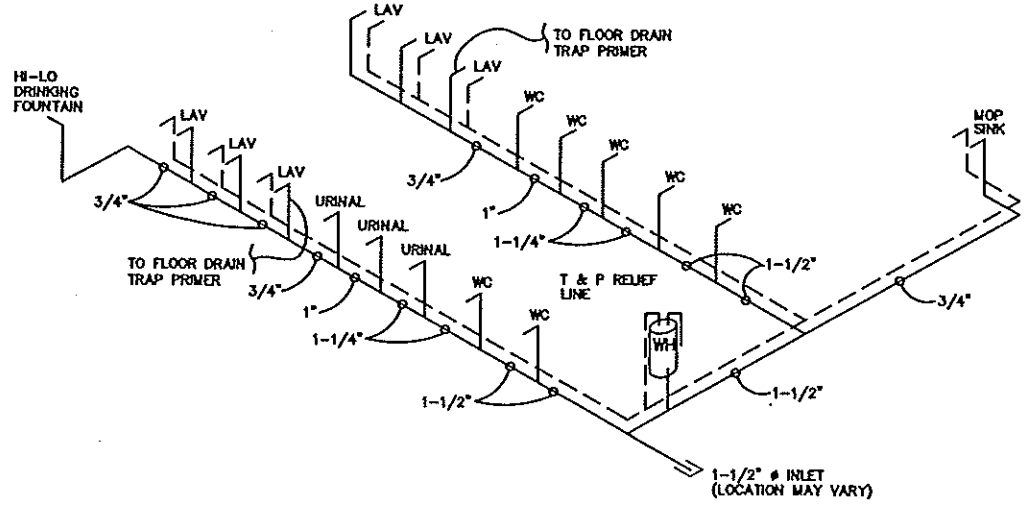 LAV
LAV
TO FLOOR DRAIN
TRAP PRIMER
LAV
HI-LO
DRINKING
FOUNTAIN
WC
WC
WC
WC
WC
MOP
SINK
LAV
LAV
LAV
3/4"
3/4"
1"
1-1/4"
1-1/2"
URINAL
URINAL
URINAL
TO FLOOR DRAIN
TRAP PRIMER
3/4"
1"
1-1/4"
WC
WC
1-1/2"
T & P RELIEF
LINE
WH
3/4"
1-1/2"
1-1/2" ø INLET
(LOCATION MAY VARY)